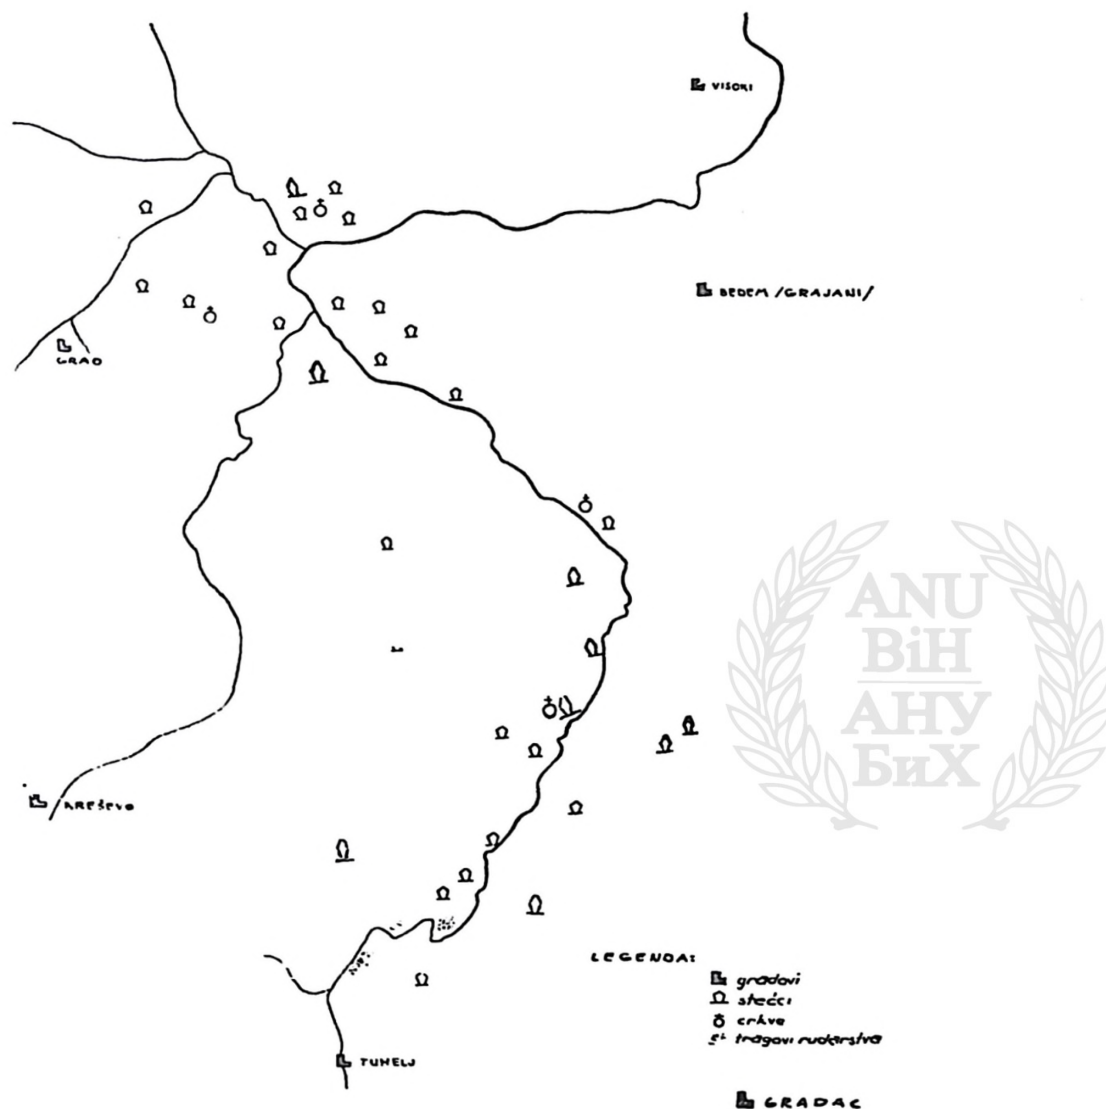 VISOKI
BEDEM /GRAJANI/
GRAD
ANU
BiH
АНУ
БиХ
KREŠEVO
LEGENDA:
gradovi
stećci
crkve
tragovi rudarstva
TUHELJ
GRADAC